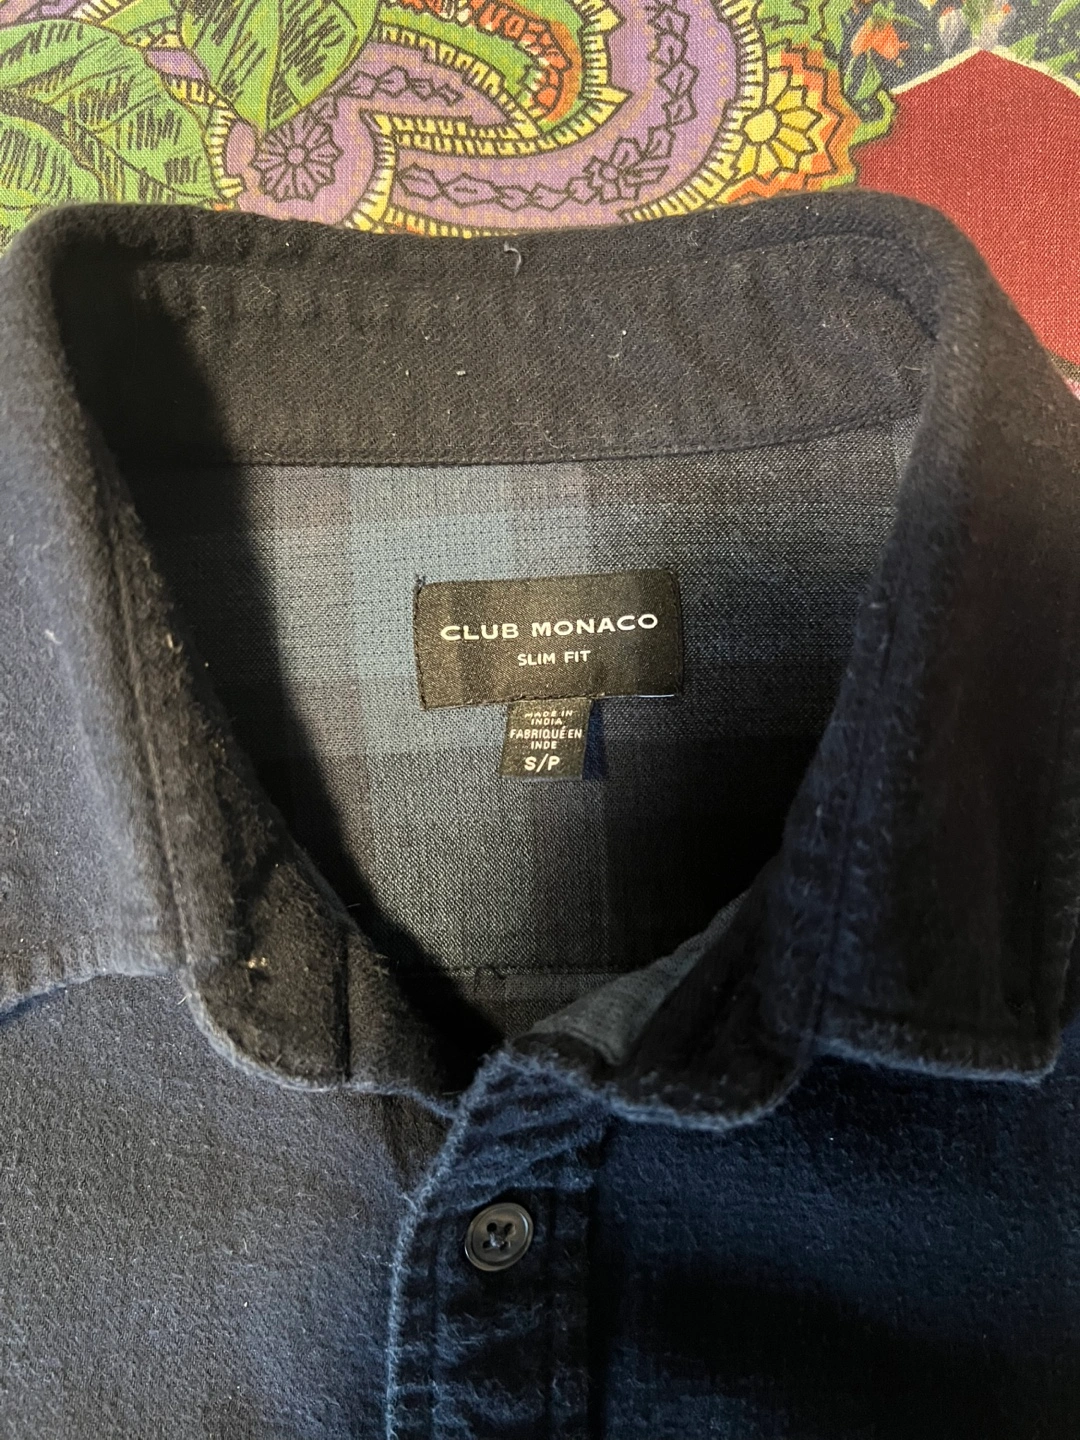 CLUB MONACO
SLIM FIT
MADE IN
INDIA
FABRIQUÉ EN
INDE
S/P